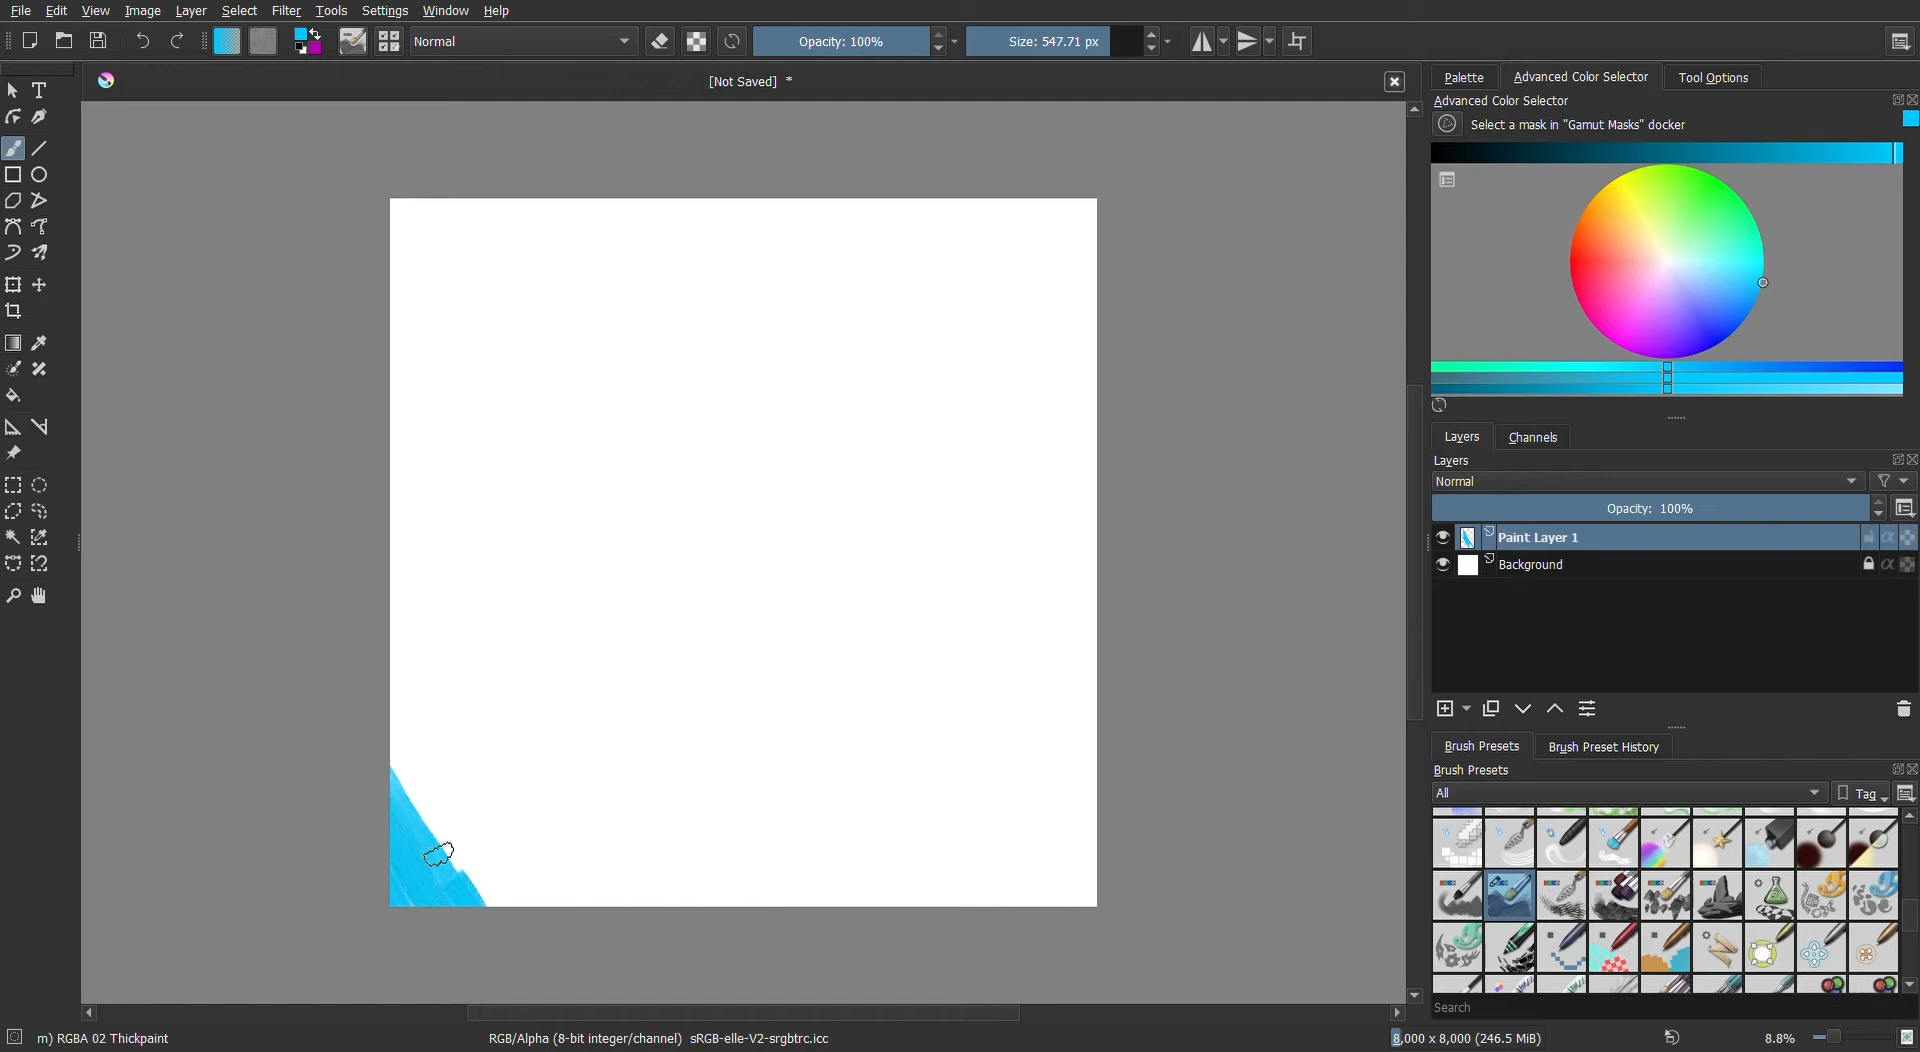 File Edit View Image Layer Select Filter Tools Settings Window Help
Normal Opacity: 100% Size: 547.71 px
[Not Saved] *
Palette Advanced Color Selector Tool Options
Advanced Color Selector
Select a mask in "Gamut Masks" docker
Layers Channels
Layers
Normal
Opacity: 100%
Paint Layer 1
Background
Brush Presets Brush Preset History
Brush Presets
All Tag
Search
m) RGBA 02 Thickpaint RGB/Alpha (8-bit integer/channel) sRGB-elle-V2-srgbtrc.icc 8,000 x 8,000 (246.5 MiB) 8.8%